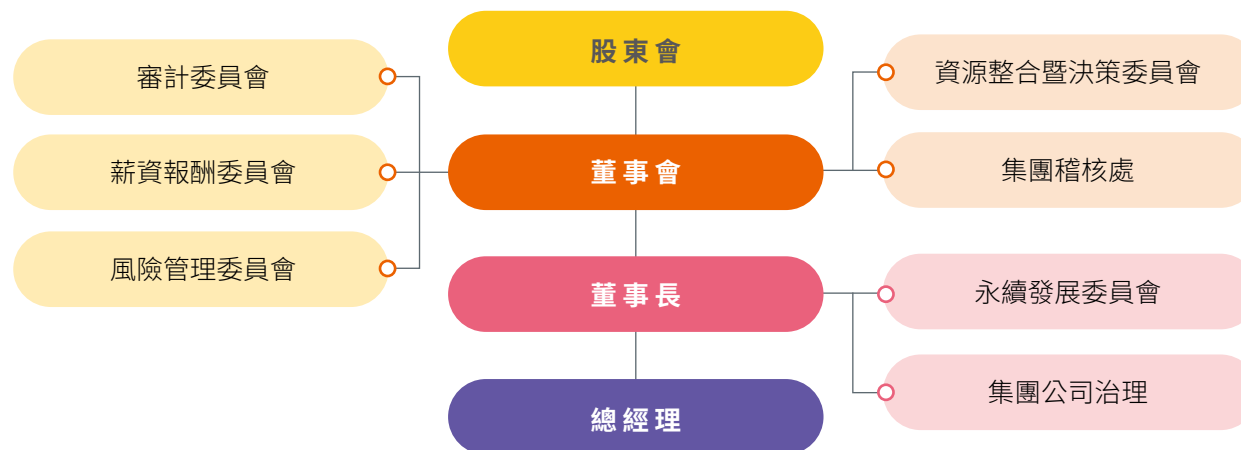 股東會
審計委員會
資源整合暨決策委員會
薪資報酬委員會
董事會
集團稽核處
風險管理委員會
董事長
永續發展委員會
集團公司治理
總經理